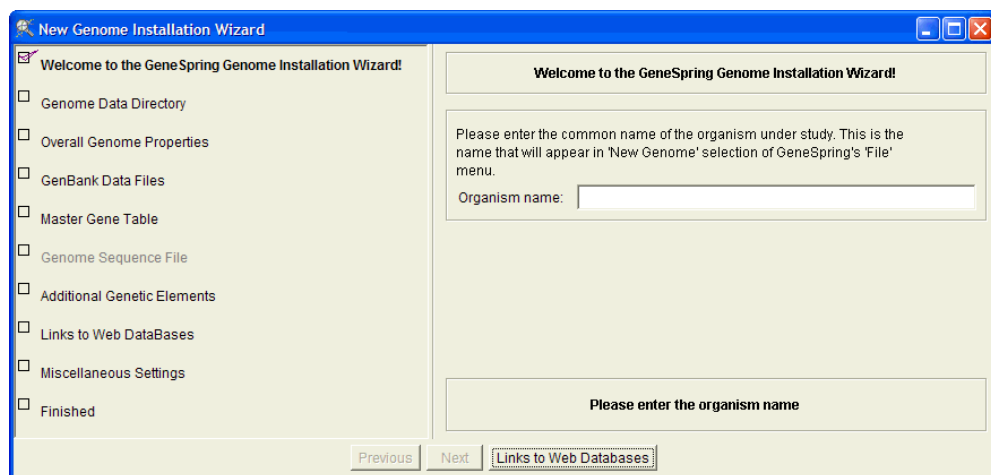 New Genome Installation Wizard
Welcome to the GeneSpring Genome Installation Wizard!
Genome Data Directory
Overall Genome Properties
GenBank Data Files
Master Gene Table
Genome Sequence File
Additional Genetic Elements
Links to Web DataBases
Miscellaneous Settings
Finished
Welcome to the GeneSpring Genome Installation Wizard!
Please enter the common name of the organism under study. This is the
name that will appear in 'New Genome' selection of GeneSpring's 'File'
menu.
Organism name:
Please enter the organism name
Previous
Next
Links to Web Databases